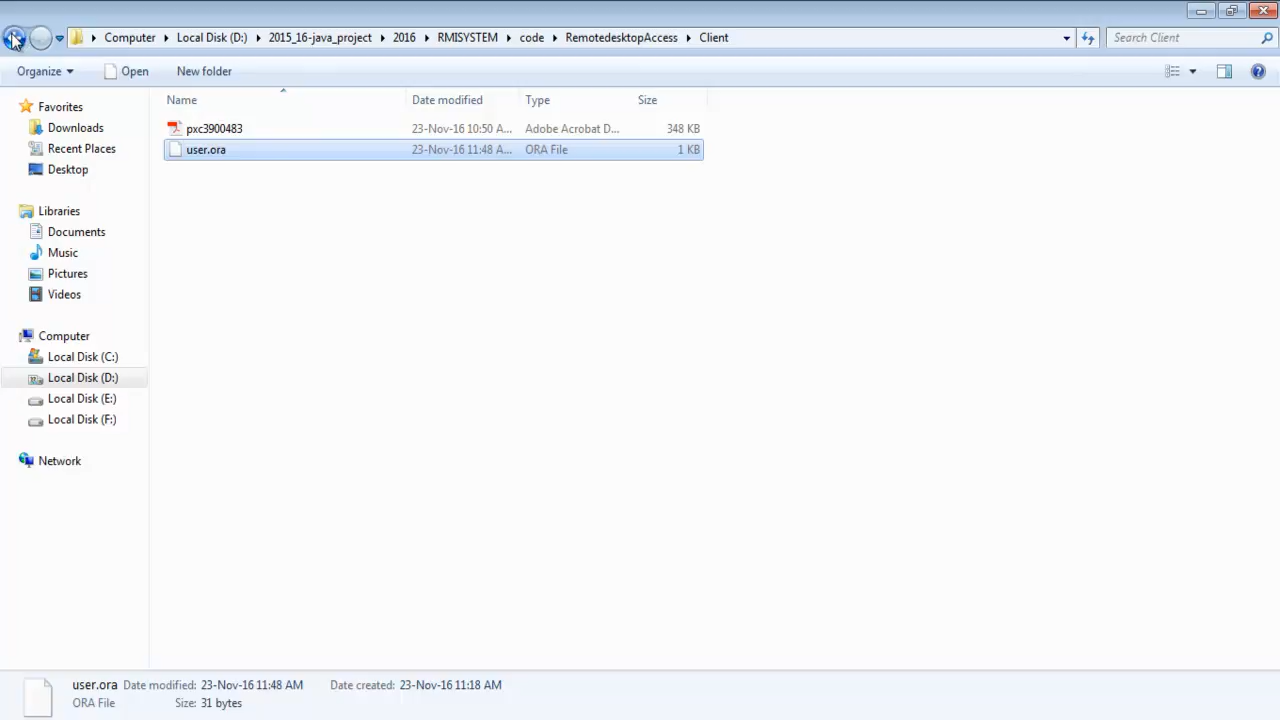 Computer Local Disk (D:) 2015_16-java_project 2016 RMISYSTEM code RemotedesktopAccess Client Search Client
Organize Open New folder
Name Date modified Type Size
Favorites
Downloads
Recent Places
Desktop
Libraries
Documents
Music
Pictures
Videos
Computer
Local Disk (C:)
Local Disk (D:)
Local Disk (E:)
Local Disk (F:)
Network
pxc3900483 23-Nov-16 10:50 A... Adobe Acrobat D... 348 KB
user.ora 23-Nov-16 11:48 A... ORA File 1 KB
user.ora Date modified: 23-Nov-16 11:48 AM Date created: 23-Nov-16 11:18 AM
ORA File Size: 31 bytes